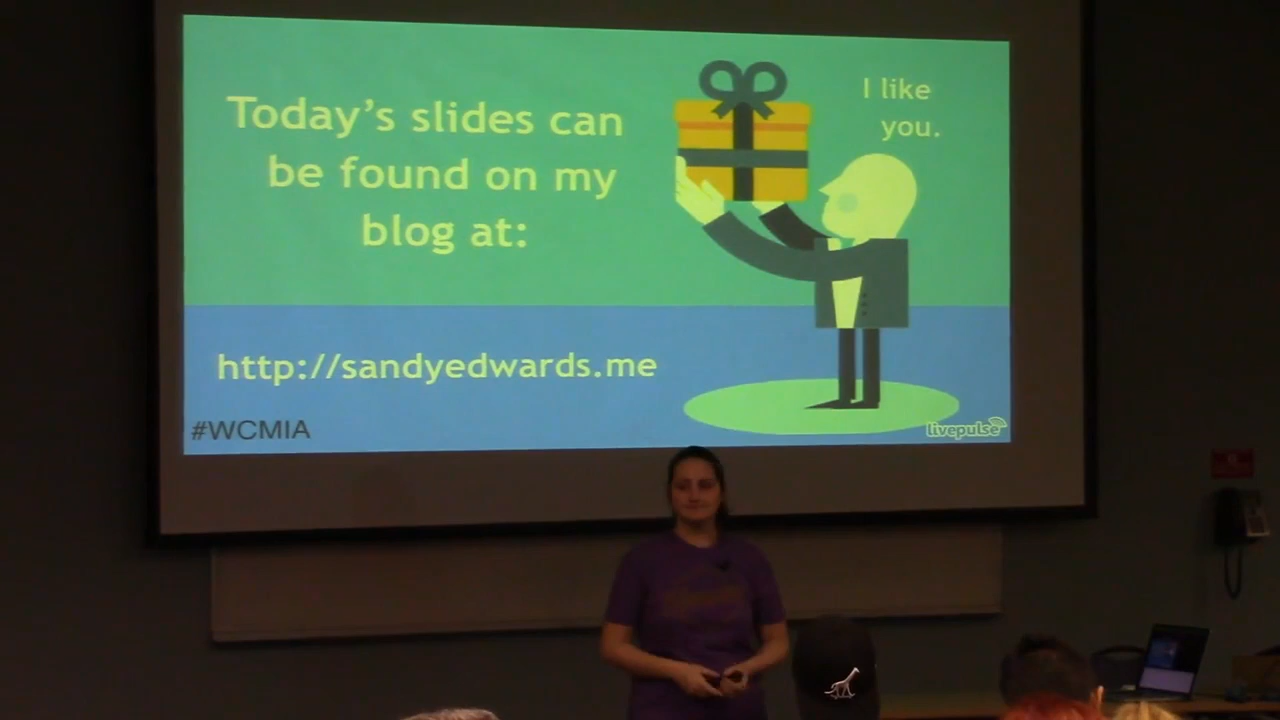 Today's slides can
be found on my
blog at:
I like
you.
http://sandyedwards.me
#WCMIA
livepulse